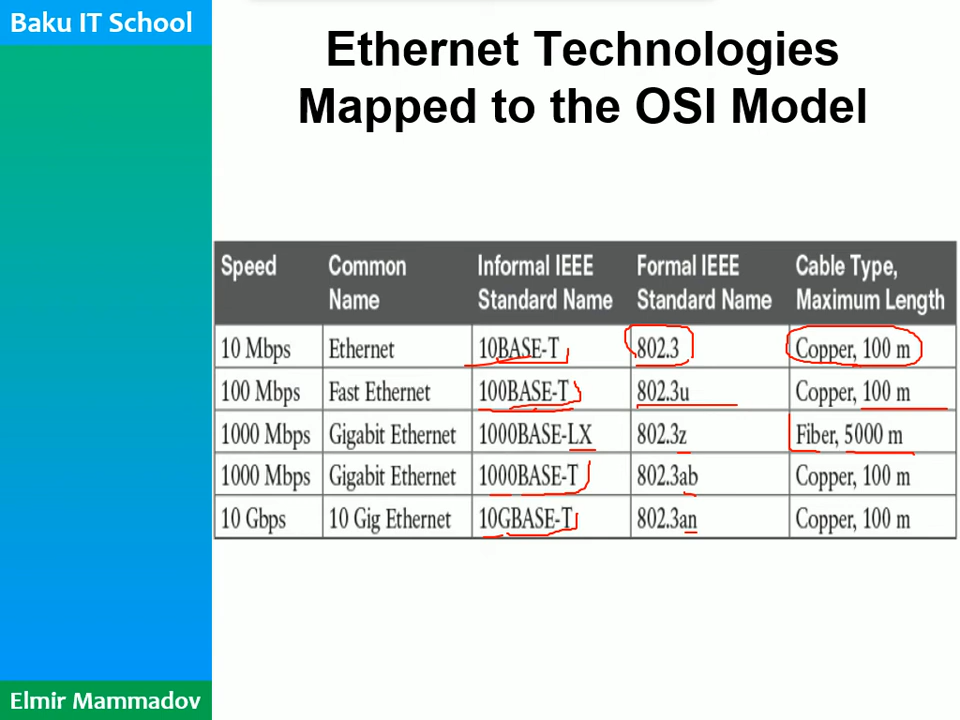 Baku IT School
Ethernet Technologies
Mapped to the OSI Model
Speed Common Name Informal IEEE Standard Name Formal IEEE Standard Name Cable Type, Maximum Length
10 Mbps Ethernet 10BASE-T 802.3 Copper, 100 m
100 Mbps Fast Ethernet 100BASE-T 802.3u Copper, 100 m
1000 Mbps Gigabit Ethernet 1000BASE-LX 802.3z Fiber, 5000 m
1000 Mbps Gigabit Ethernet 1000BASE-T 802.3ab Copper, 100 m
10 Gbps 10 Gig Ethernet 10GBASE-T 802.3an Copper, 100 m
Elmir Mammadov